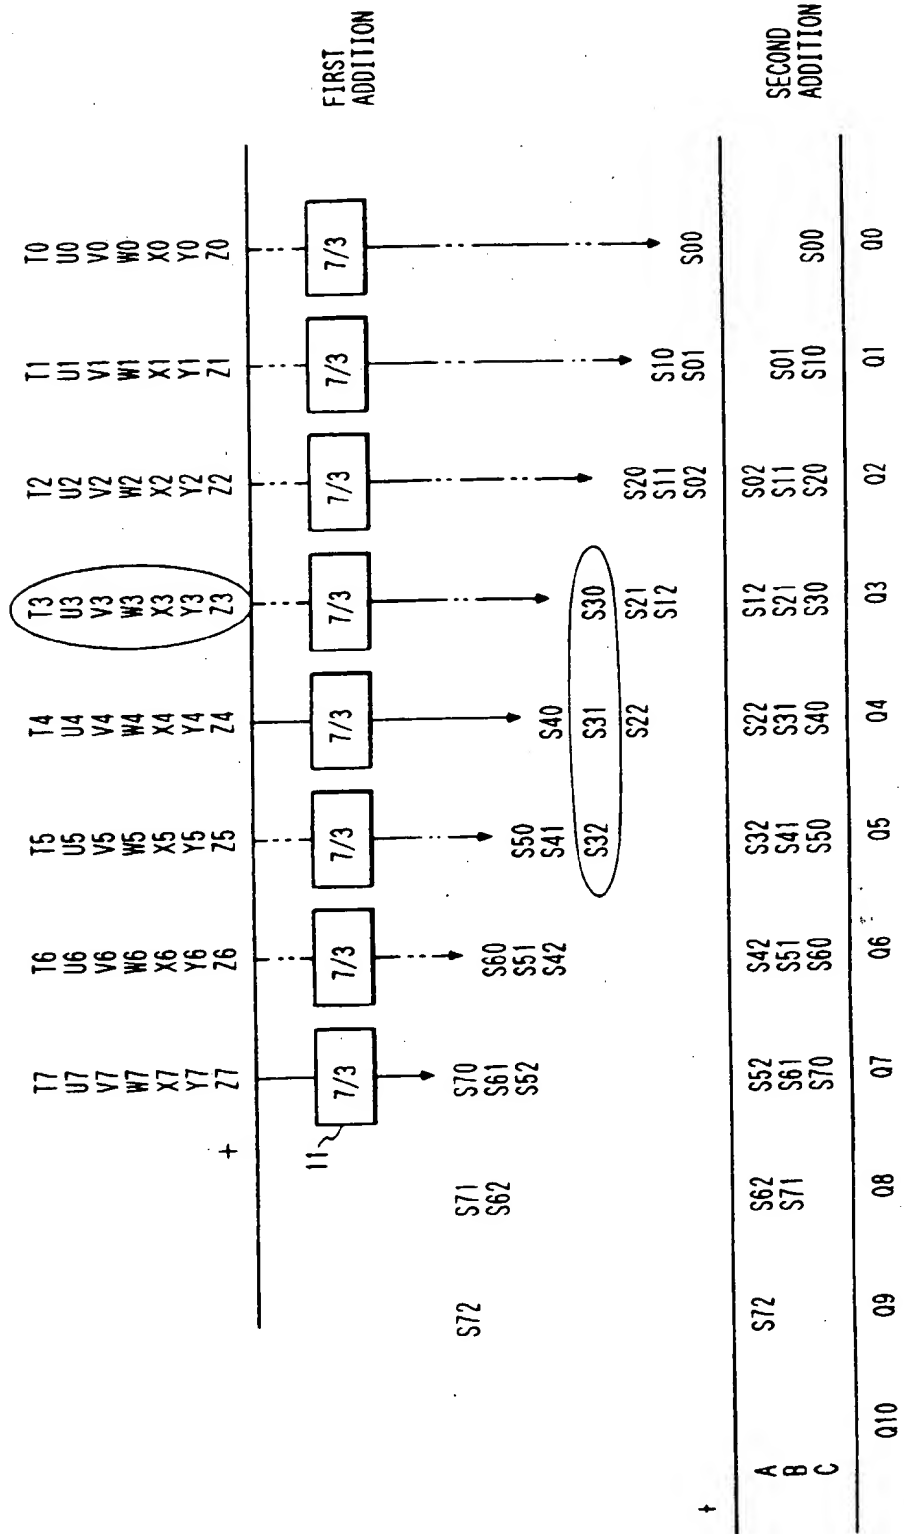 T7 T6 T5 T4 T3 T2 T1 T0
U7 U6 U5 U4 U3 U2 U1 U0
V7 V6 V5 V4 V3 V2 V1 V0
W7 W6 W5 W4 W3 W2 W1 W0
X7 X6 X5 X4 X3 X2 X1 X0
Y7 Y6 Y5 Y4 Y3 Y2 Y1 Y0
+ Z7 Z6 Z5 Z4 Z3 Z2 Z1 Z0
11 7/3 7/3 7/3 7/3 7/3 7/3 7/3 7/3
FIRST
ADDITION
S72 S71 S70
S62 S61 S60
S52 S51 S50
S42 S41 S40
S32 S31 S30
S22 S21 S20
S12 S11 S10
S02 S01 S00
+
A S72 S62 S52 S42 S32 S22 S12 S02
B S71 S61 S51 S41 S31 S21 S11 S01
C S70 S60 S50 S40 S30 S20 S10 S00
SECOND
ADDITION
Q10 Q9 Q8 Q7 Q6 Q5 Q4 Q3 Q2 Q1 Q0